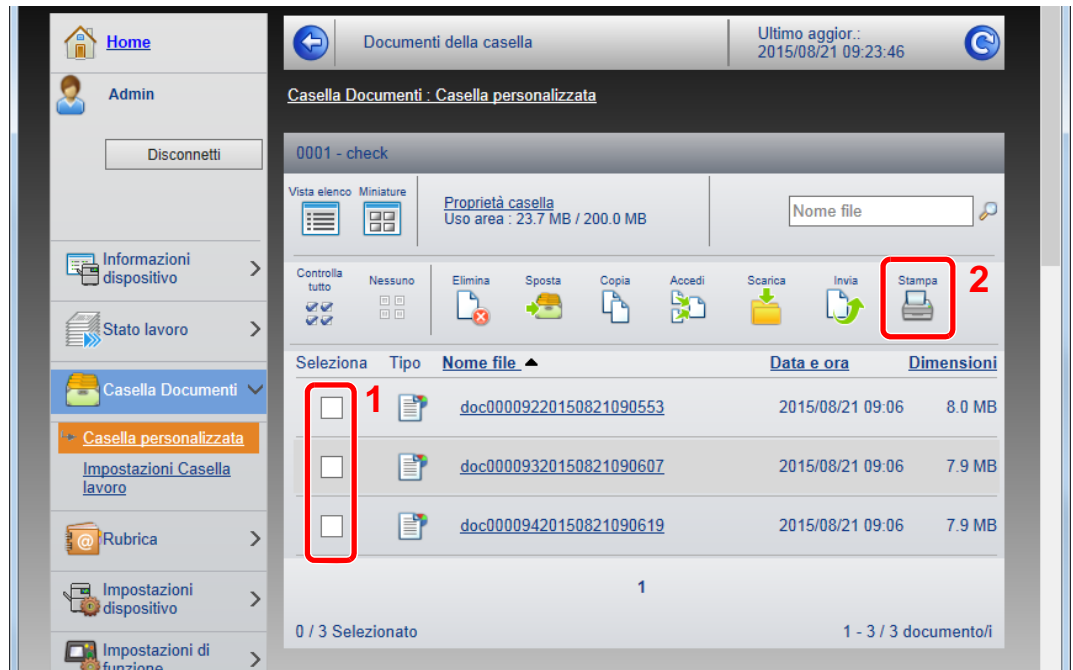 Home
Admin
Disconnetti
Informazioni
dispositivo
Stato lavoro
Casella Documenti
Casella personalizzata
Impostazioni Casella
lavoro
Rubrica
Impostazioni
dispositivo
Impostazioni di
funzione
Documenti della casella
Ultimo aggior.:
2015/08/21 09:23:46
Casella Documenti : Casella personalizzata
0001 - check
Vista elenco Miniature
Proprietà casella
Uso area : 23.7 MB / 200.0 MB
Nome file
Controlla
tutto
Nessuno Elimina Sposta Copia Accedi Scarica Invia Stampa 2
Seleziona Tipo Nome file Data e ora Dimensioni
1
doc00009220150821090553 2015/08/21 09:06 8.0 MB
doc00009320150821090607 2015/08/21 09:06 7.9 MB
doc00009420150821090619 2015/08/21 09:06 7.9 MB
1
0 / 3 Selezionato 1 - 3 / 3 documento/i